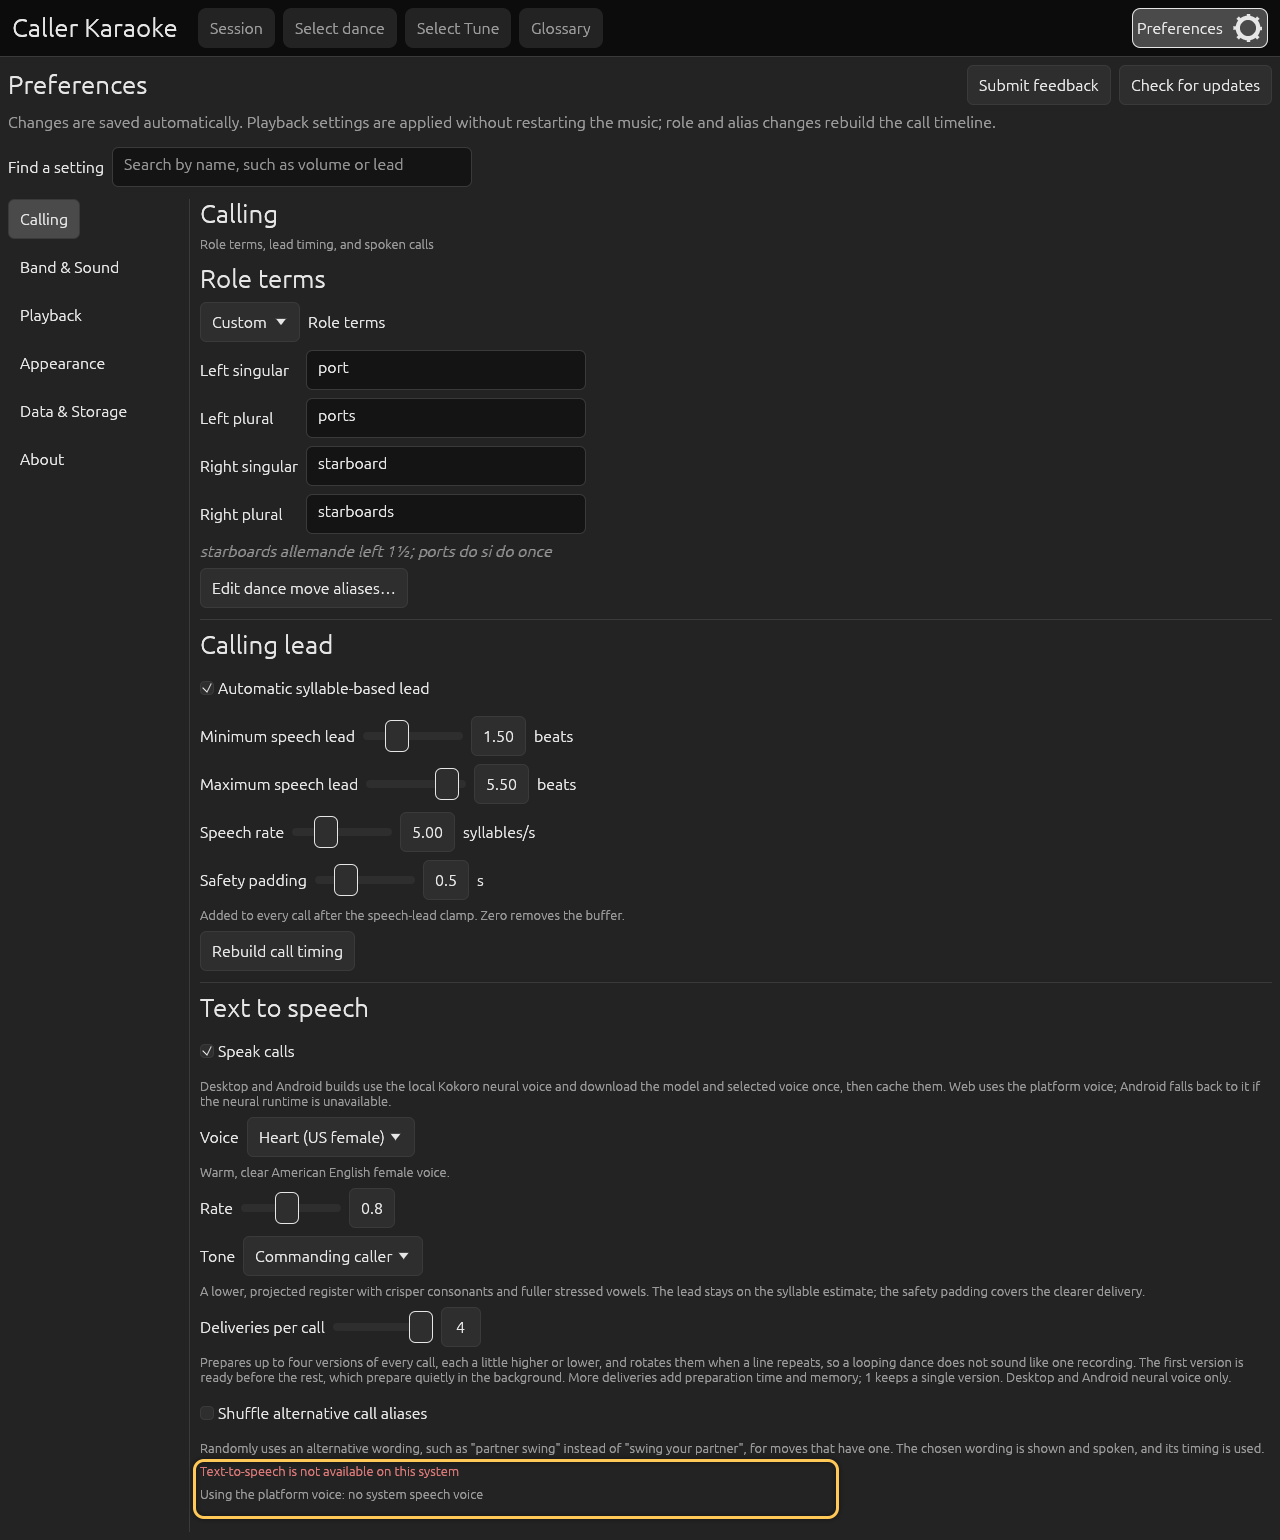 Caller Karaoke
Session
Select dance
Select Tune
Glossary
Preferences
Preferences
Submit feedback
Check for updates
Changes are saved automatically. Playback settings are applied without restarting the music; role and alias changes rebuild the call timeline.
Find a setting
Search by name, such as volume or lead
Calling
Band & Sound
Playback
Appearance
Data & Storage
About
Calling
Role terms, lead timing, and spoken calls
Role terms
Custom
Role terms
Left singular
port
Left plural
ports
Right singular
starboard
Right plural
starboards
starboards allemande left 1½; ports do si do once
Edit dance move aliases…
Calling lead
Automatic syllable-based lead
Minimum speech lead
1.50
beats
Maximum speech lead
5.50
beats
Speech rate
5.00
syllables/s
Safety padding
0.5
s
Added to every call after the speech-lead clamp. Zero removes the buffer.
Rebuild call timing
Text to speech
Speak calls
Desktop and Android builds use the local Kokoro neural voice and download the model and selected voice once, then cache them. Web uses the platform voice; Android falls back to it if
the neural runtime is unavailable.
Voice
Heart (US female)
Warm, clear American English female voice.
Rate
0.8
Tone
Commanding caller
A lower, projected register with crisper consonants and fuller stressed vowels. The lead stays on the syllable estimate; the safety padding covers the clearer delivery.
Deliveries per call
4
Prepares up to four versions of every call, each a little higher or lower, and rotates them when a line repeats, so a looping dance does not sound like one recording. The first version is
ready before the rest, which prepare quietly in the background. More deliveries add preparation time and memory; 1 keeps a single version. Desktop and Android neural voice only.
Shuffle alternative call aliases
Randomly uses an alternative wording, such as "partner swing" instead of "swing your partner", for moves that have one. The chosen wording is shown and spoken, and its timing is used.
Text-to-speech is not available on this system
Using the platform voice: no system speech voice